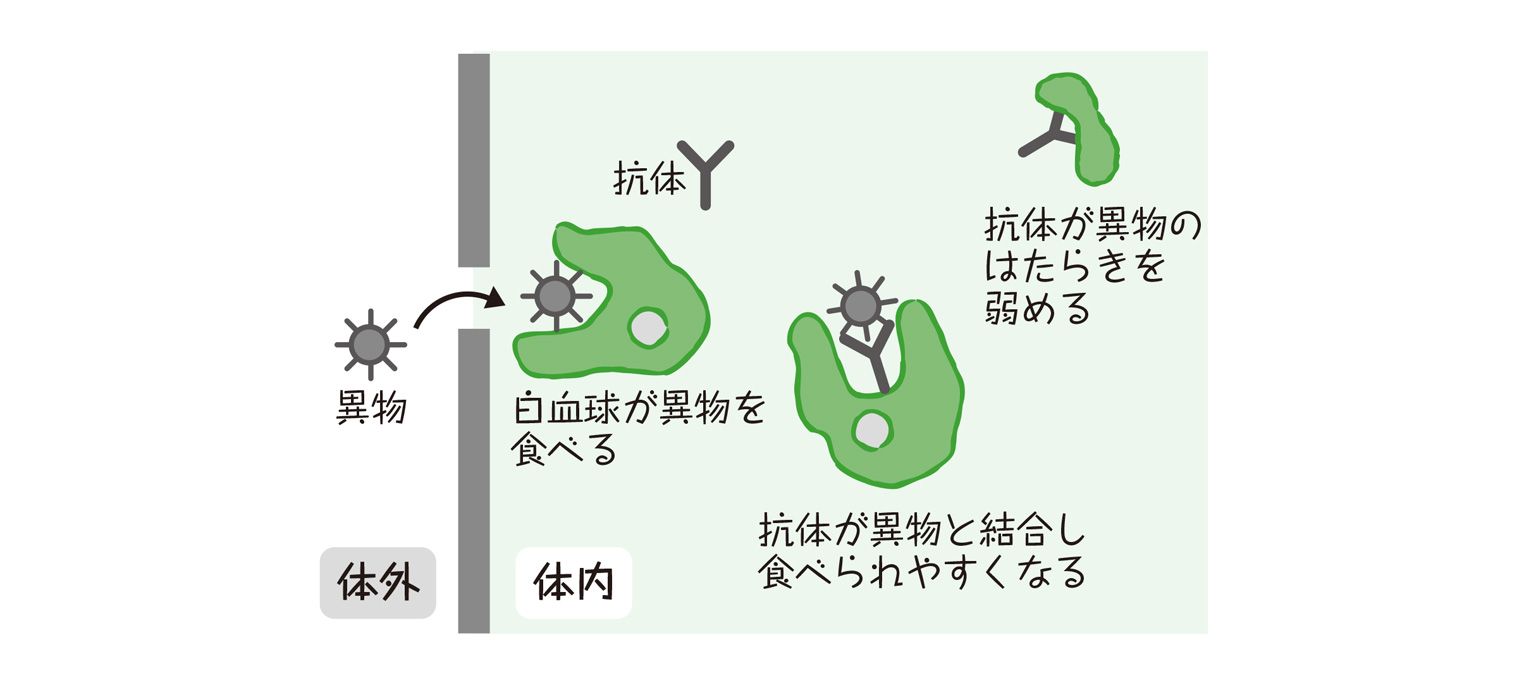 抗体
抗体が異物の
はたらきを
弱める
異物
白血球が異物を
食べる
抗体が異物と結合し
食べられやすくなる
体外
体内